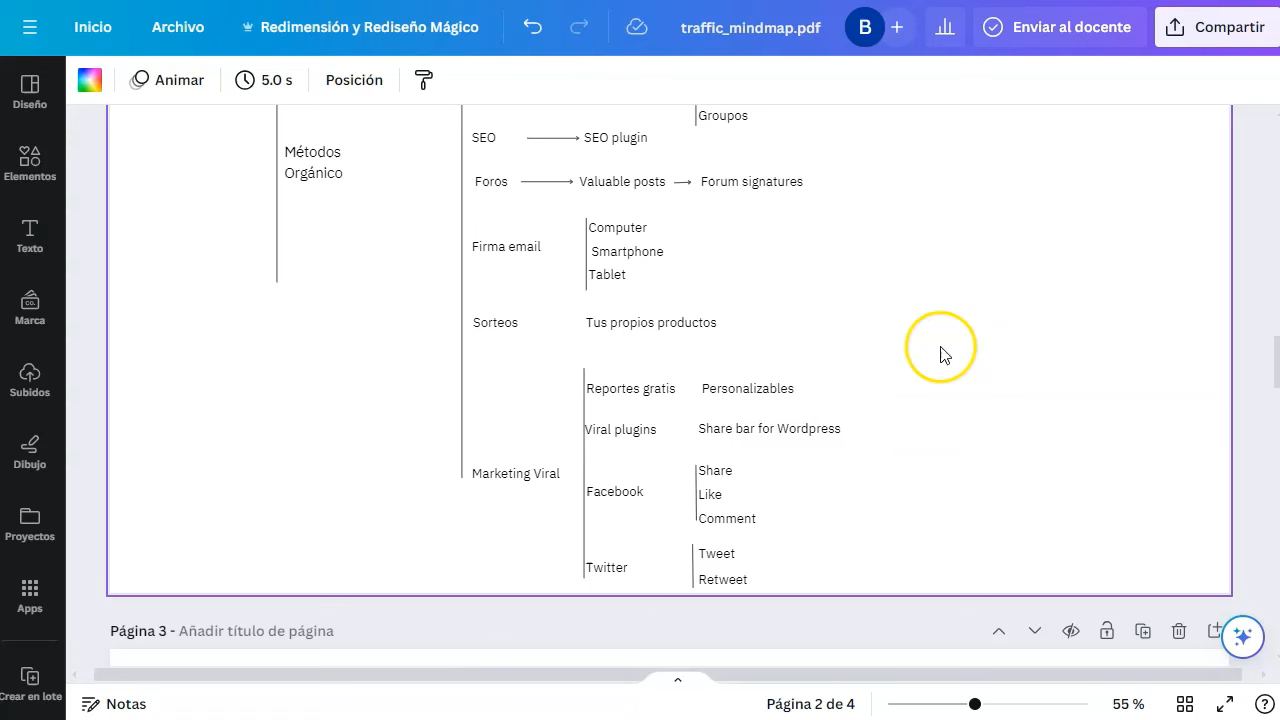 Inicio
Archivo
Redimensión y Rediseño Mágico
traffic_mindmap.pdf
B
Enviar al docente
Compartir
Diseño
Animar
5.0 s
Posición
Elementos
Texto
CO.
Marca
Subidos
Dibujo
Proyectos
Apps
Crear en lote
Groupos
SEO
SEO plugin
Métodos
Orgánico
Foros
Valuable posts
Forum signatures
Firma email
Computer
Smartphone
Tablet
Sorteos
Tus propios productos
Reportes gratis
Personalizables
Viral plugins
Share bar for Wordpress
Marketing Viral
Facebook
Share
Like
Comment
Twitter
Tweet
Retweet
Página 3 - Añadir título de página
Notas
Página 2 de 4
55 %